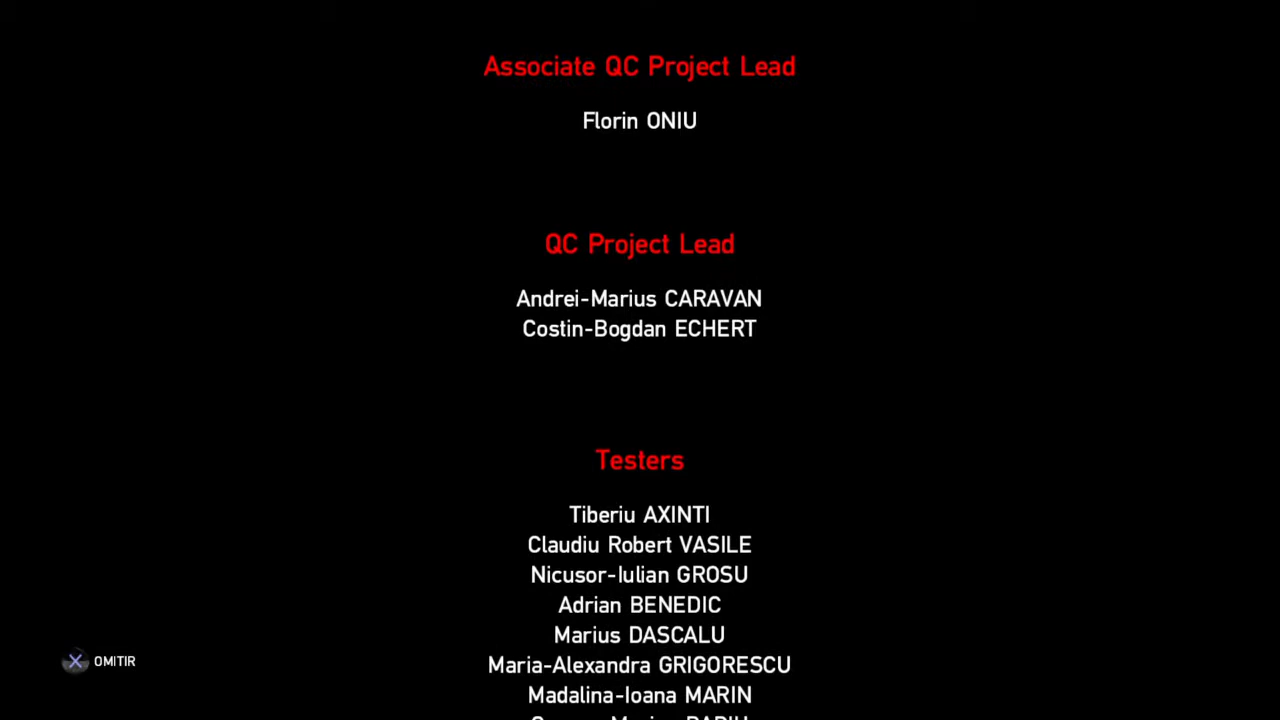 Associate QC Project Lead
Florin ONIU
QC Project Lead
Andrei-Marius CARAVAN
Costin-Bogdan ECHERT
Testers
Tiberiu AXINTI
Claudiu Robert VASILE
Nicusor-Iulian GROSU
Adrian BENEDIC
Marius DASCALU
Maria-Alexandra GRIGORESCU
OMITIR
Madalina-Ioana MARIN